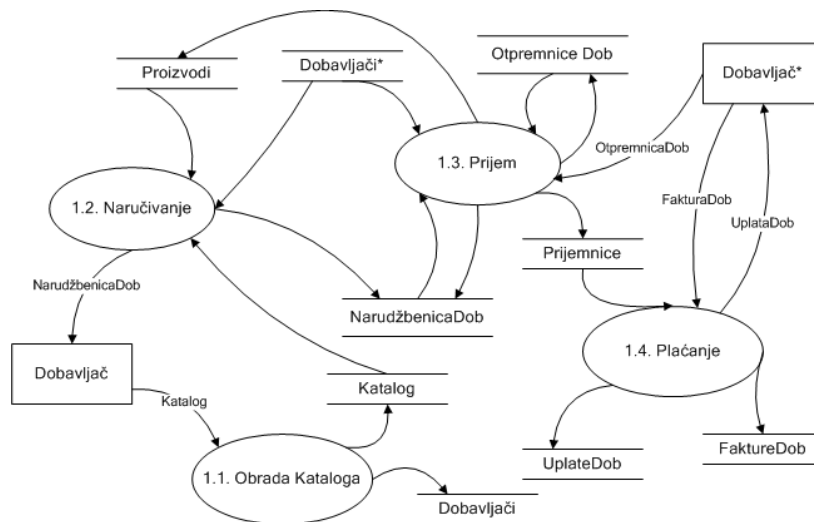 Proizvodi
Dobavljači*
Otpremnice Dob
Dobavljač*
1.3. Prijem
OtpremnicaDob
1.2. Naručivanje
FakturaDob
UplataDob
Prijemnice
NarudžbenicaDob
NarudžbenicaDob
1.4. Plaćanje
Dobavljač
Katalog
Katalog
UplateDob
FaktureDob
1.1. Obrada Kataloga
Dobavljači